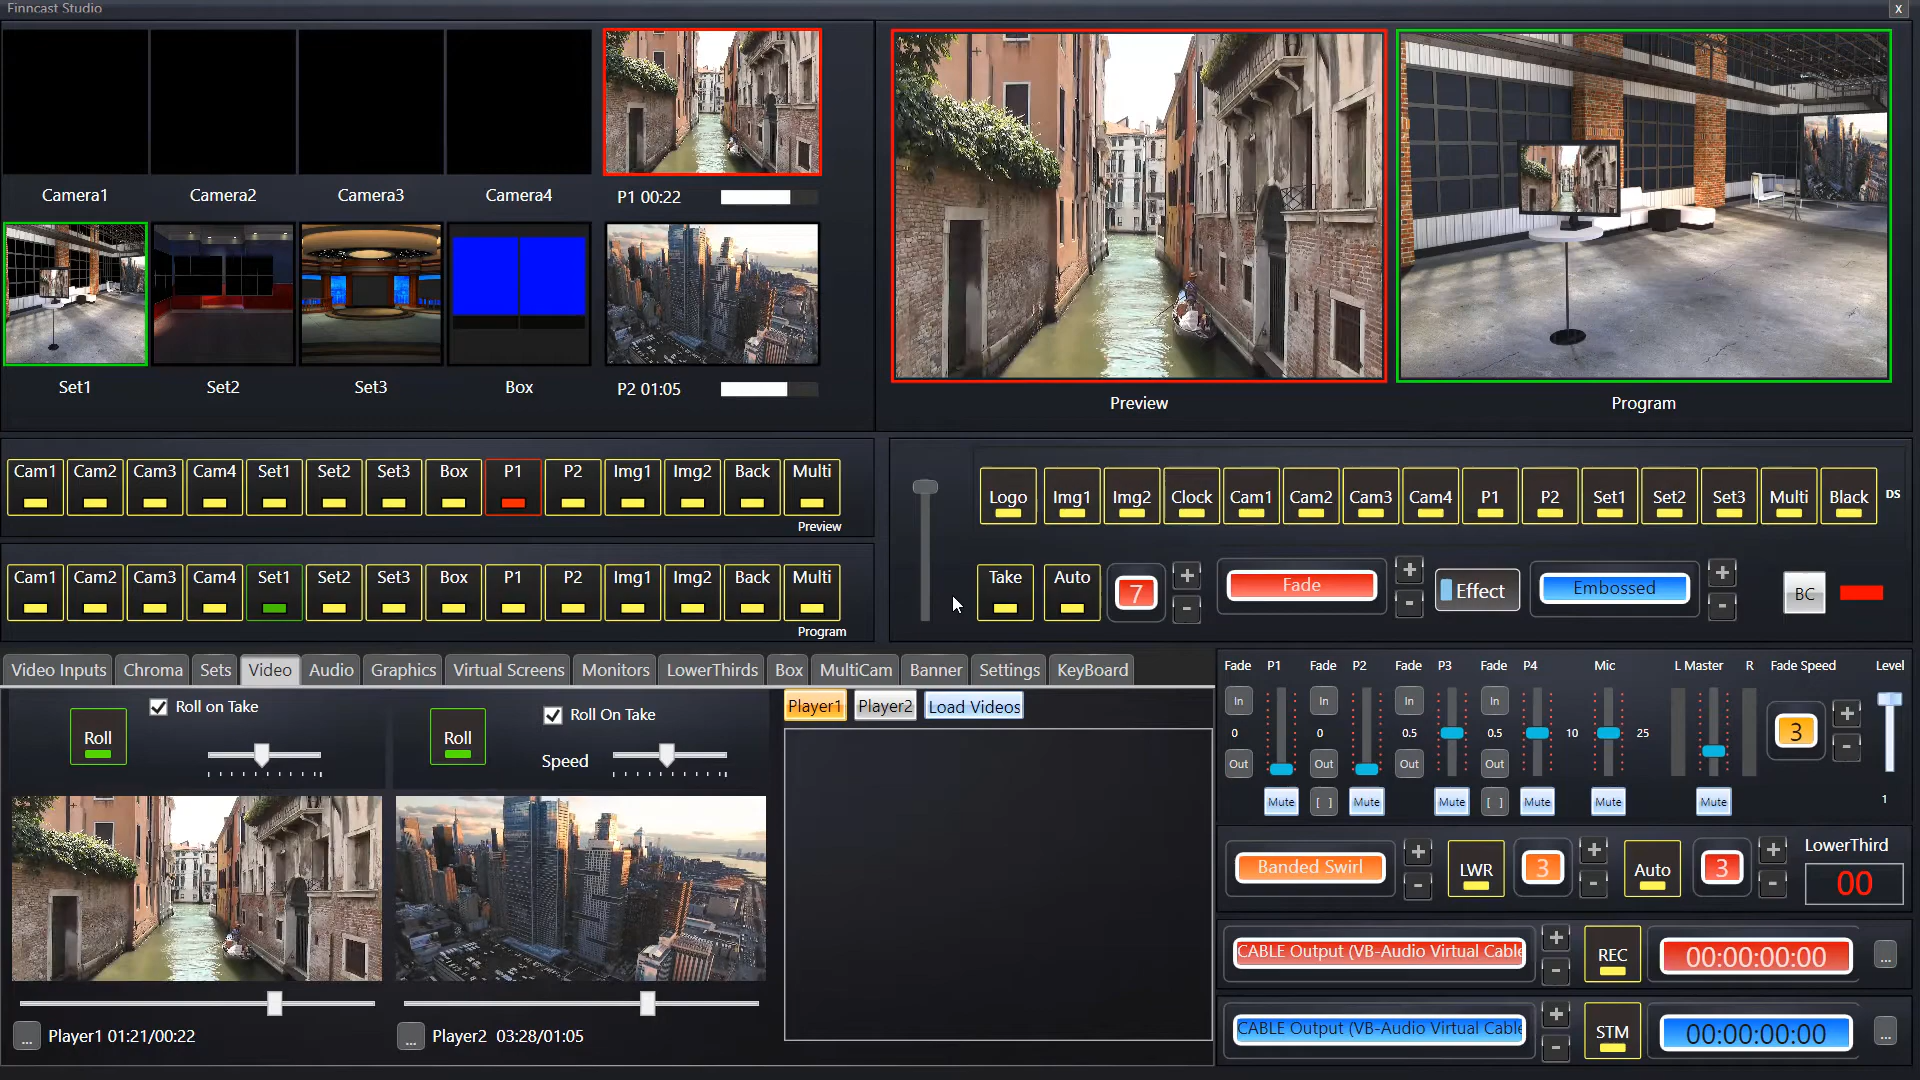 Finncast Studio
X
Camera1 Camera2 Camera3 Camera4 P1 00:22
Set1 Set2 Set3 Box P2 01:05
Preview Program
Cam1 Cam2 Cam3 Cam4 Set1 Set2 Set3 Box P1 P2 Img1 Img2 Back Multi
Preview
Cam1 Cam2 Cam3 Cam4 Set1 Set2 Set3 Box P1 P2 Img1 Img2 Back Multi
Program
Logo Img1 Img2 Clock Cam1 Cam2 Cam3 Cam4 P1 P2 Set1 Set2 Set3 Multi Black DS
Take Auto 7 + - Fade + - Effect Embossed + - BC
Video Inputs Chroma Sets Video Audio Graphics Virtual Screens Monitors LowerThirds Box MultiCam Banner Settings KeyBoard
Roll Roll on Take
Roll Roll On Take
Speed
Player1 Player2 Load Videos
... Player1 01:21/00:22
... Player2 03:28/01:05
Fade P1 Fade P2 Fade P3 Fade P4 Mic L Master R Fade Speed Level
In In In In
0 0 0.5 0.5 10 25 3 + -
Out Out Out Out
Mute [ ] Mute Mute [ ] Mute Mute Mute 1
Banded Swirl + - LWR 3 + - Auto 3 + - LowerThird
00
CABLE Output (VB-Audio Virtual Cable + - REC 00:00:00:00 ...
CABLE Output (VB-Audio Virtual Cable + - STM 00:00:00:00 ...